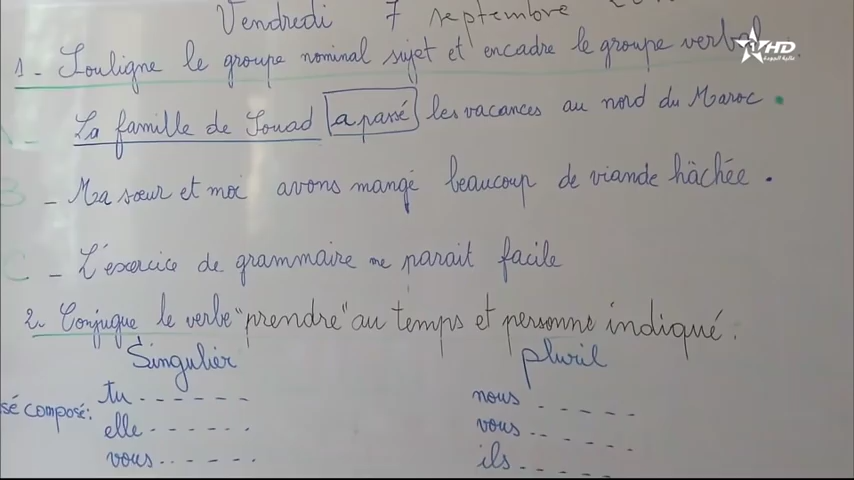 Vendredi 7 septembre
1 - Souligne le groupe nominal sujet et encadre le groupe verbal
La famille de Souad a passé les vacances au nord du Maroc.
B - Ma sœur et moi avons mangé beaucoup de viande hâchée.
C - L'exercice de grammaire me parait facile
2. Conjugue le verbe "prendre" au temps et personne indiqué.
Singulier pluriel
sé composé: tu - - - - - - nous - - - - -
elle - - - - - - vous - - - - -
vous - - - - - - ils - - - - -
HD